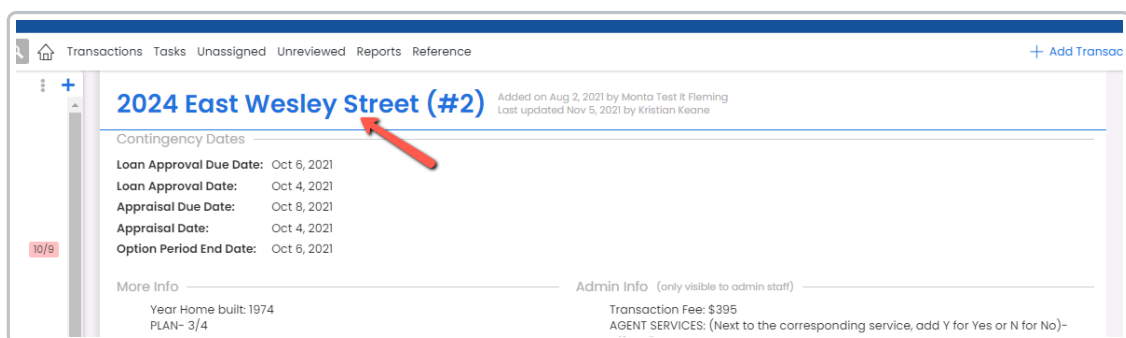 Transactions Tasks Unassigned Unreviewed Reports Reference
+ Add Transac
+
2024 East Wesley Street (#2)
Added on Aug 2, 2021 by Monta Test It Fleming
Last updated Nov 5, 2021 by Kristian Keane
Contingency Dates
Loan Approval Due Date: Oct 6, 2021
Loan Approval Date: Oct 4, 2021
Appraisal Due Date: Oct 8, 2021
Appraisal Date: Oct 4, 2021
10/9
Option Period End Date: Oct 6, 2021
More Info
Year Home built: 1974
PLAN- 3/4
Admin Info (only visible to admin staff)
Transaction Fee: $395
AGENT SERVICES: (Next to the corresponding service, add Y for Yes or N for No)-